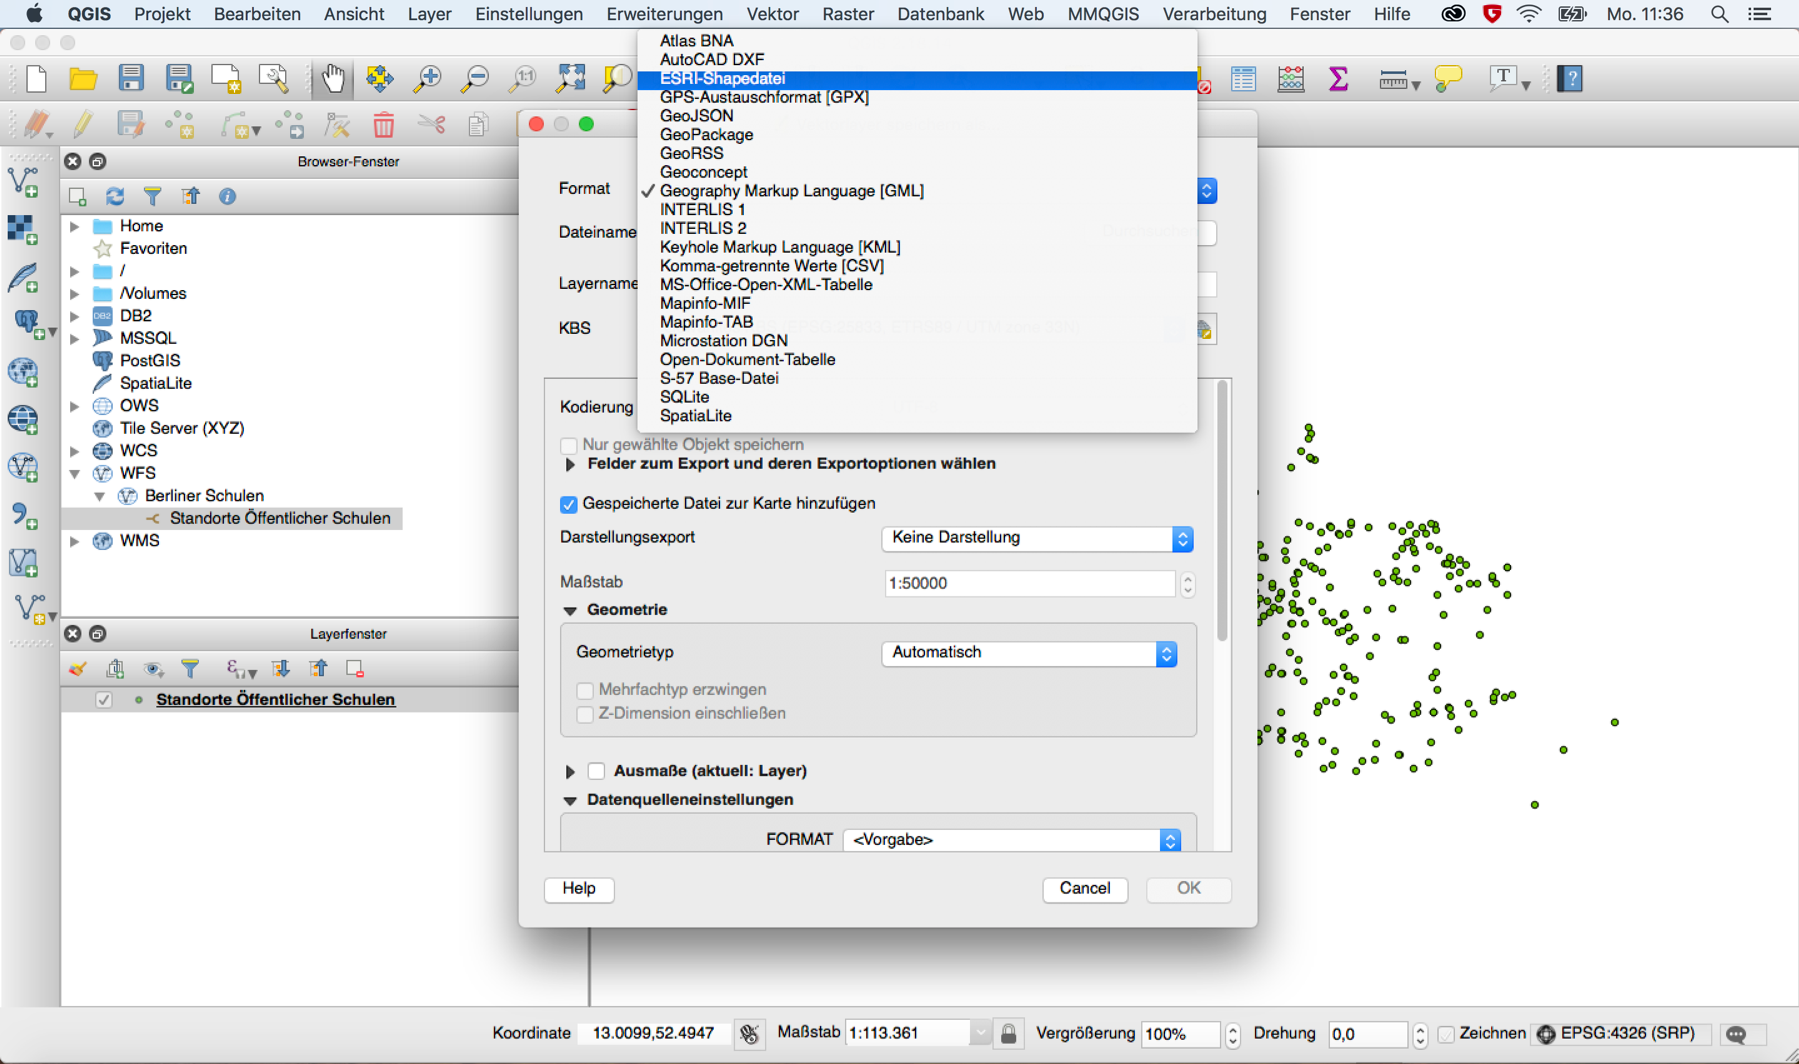 QGIS Projekt Bearbeiten Ansicht Layer Einstellungen Erweiterungen Vektor Raster Datenbank Web MMQGIS Verarbeitung Fenster Hilfe Mo. 11:36
Atlas BNA
AutoCAD DXF
ESRI-Shapedatei
GPS-Austauschformat [GPX]
GeoJSON
GeoPackage
GeoRSS
Geoconcept
Geography Markup Language [GML]
INTERLIS 1
INTERLIS 2
Keyhole Markup Language [KML]
Komma-getrennte Werte [CSV]
MS-Office-Open-XML-Tabelle
Mapinfo-MIF
Mapinfo-TAB
Microstation DGN
Open-Dokument-Tabelle
S-57 Base-Datei
SQLite
SpatiaLite
1:1
T
?
Browser-Fenster
Home
Favoriten
/
/Volumes
DB2
DB2
MSSQL
PostGIS
SpatiaLite
OWS
Tile Server (XYZ)
WCS
WFS
Berliner Schulen
Standorte Öffentlicher Schulen
WMS
Layerfenster
Standorte Öffentlicher Schulen
Format
Dateiname
Layername
KBS
Kodierung
Nur gewählte Objekt speichern
Felder zum Export und deren Exportoptionen wählen
Gespeicherte Datei zur Karte hinzufügen
Darstellungsexport Keine Darstellung
Maßstab 1:50000
Geometrie
Geometrietyp Automatisch
Mehrfachtyp erzwingen
Z-Dimension einschließen
Ausmaße (aktuell: Layer)
Datenquelleneinstellungen
FORMAT <Vorgabe>
Help Cancel OK
Koordinate 13.0099,52.4947 Maßstab 1:113.361 Vergrößerung 100% Drehung 0,0 Zeichnen EPSG:4326 (SRP)